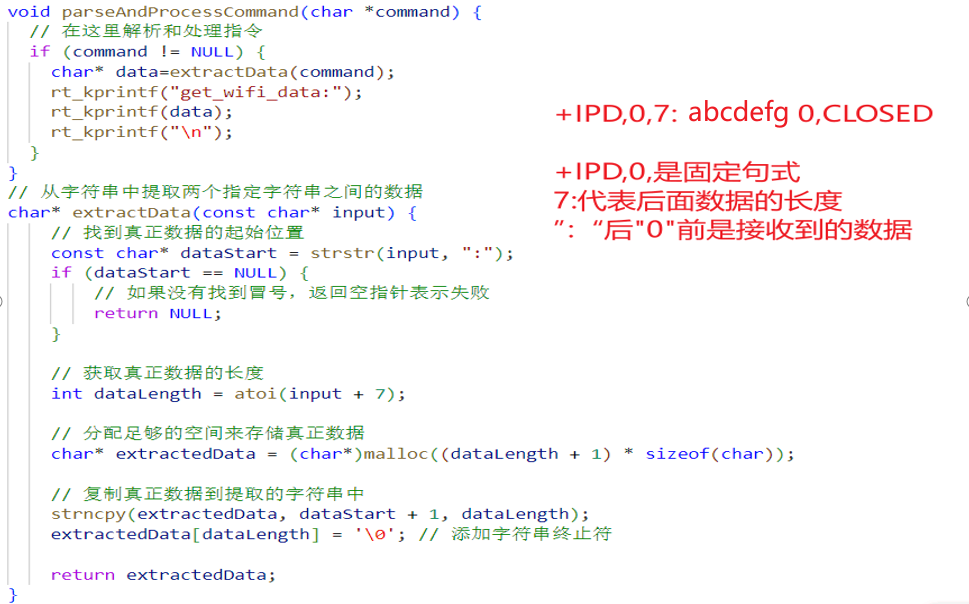 void parseAndProcessCommand(char *command) {
// 在这里解析和处理指令
if (command != NULL) {
char* data=extractData(command);
rt_kprintf("get_wifi_data:");
rt_kprintf(data);
rt_kprintf("\n");
}
}
// 从字符串中提取两个指定字符串之间的数据
char* extractData(const char* input) {
// 找到真正数据的起始位置
const char* dataStart = strstr(input, ":");
if (dataStart == NULL) {
// 如果没有找到冒号，返回空指针表示失败
return NULL;
}
// 获取真正数据的长度
int dataLength = atoi(input + 7);
// 分配足够的空间来存储真正数据
char* extractedData = (char*)malloc((dataLength + 1) * sizeof(char));
// 复制真正数据到提取的字符串中
strncpy(extractedData, dataStart + 1, dataLength);
extractedData[dataLength] = '\0'; // 添加字符串终止符
return extractedData;
}
+IPD,0,7: abcdefg 0,CLOSED
+IPD,0,是固定句式
7:代表后面数据的长度
”：“后"0"前是接收到的数据